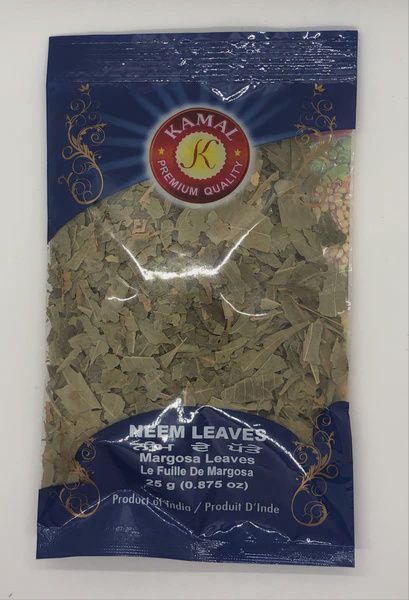 KAMAL
K
PREMIUM QUALITY
NEEM LEAVES
ਨੀਮ ਦੇ ਪੱਤੇ
Margosa Leaves
Le Fuille De Margosa
25 g (0.875 oz)
Product of India / Produit D'Inde